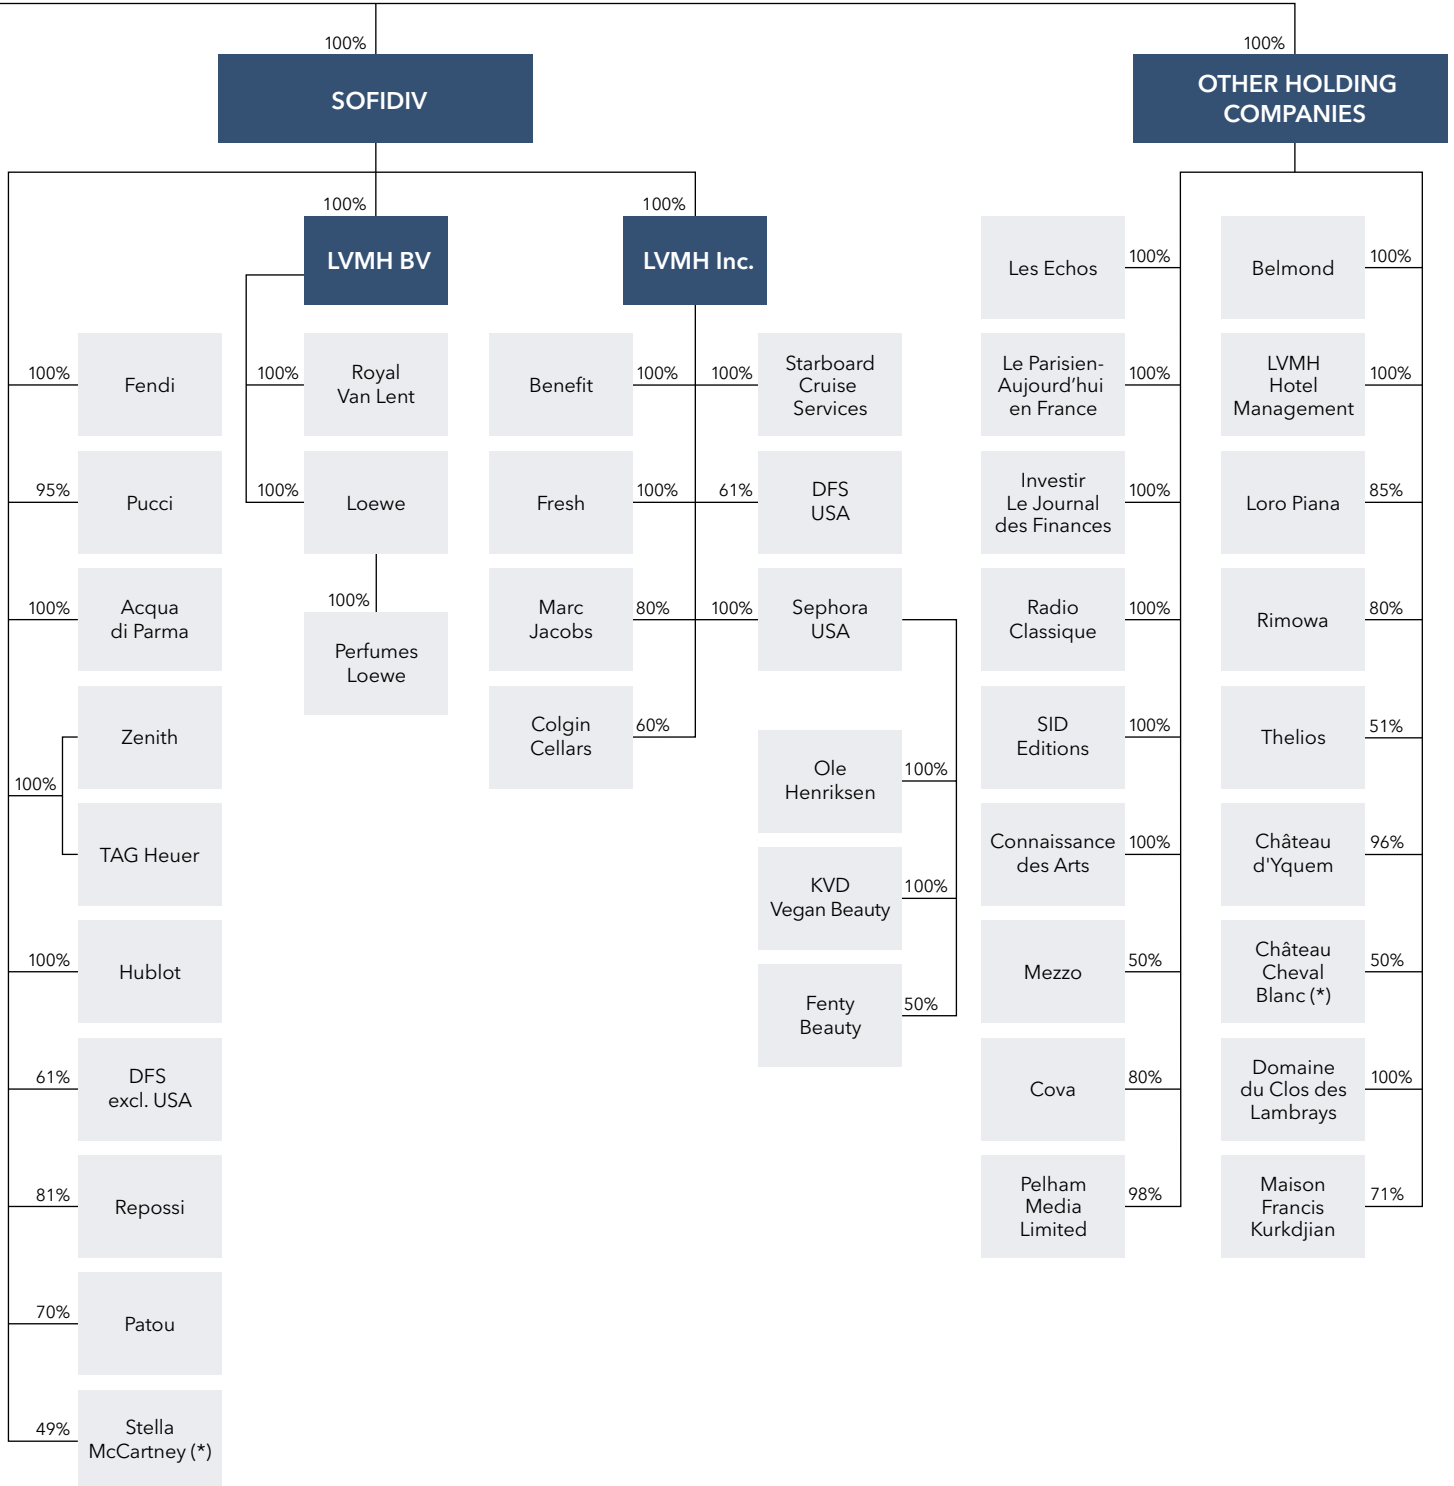 100%
SOFIDIV
100%
OTHER HOLDING
COMPANIES
100%
LVMH BV
100%
LVMH Inc.
100%
Fendi
95%
Pucci
100%
Acqua
di Parma
100%
Zenith
TAG Heuer
100%
Hublot
61%
DFS
excl. USA
81%
Repossi
70%
Patou
49%
Stella
McCartney (*)
100%
Royal
Van Lent
100%
Loewe
100%
Perfumes
Loewe
Benefit
100%
Fresh
100%
Marc
Jacobs
80%
Colgin
Cellars
60%
100%
Starboard
Cruise
Services
61%
DFS
USA
100%
Sephora
USA
Ole
Henriksen
100%
KVD
Vegan Beauty
100%
Fenty
Beauty
50%
Les Echos
100%
Le Parisien-
Aujourd’hui
en France
100%
Investir
Le Journal
des Finances
100%
Radio
Classique
100%
SID
Editions
100%
Connaissance
des Arts
100%
Mezzo
50%
Cova
80%
Pelham
Media
Limited
98%
Belmond
100%
LVMH
Hotel
Management
100%
Loro Piana
85%
Rimowa
80%
Thelios
51%
Château
d'Yquem
96%
Château
Cheval
Blanc (*)
50%
Domaine
du Clos des
Lambrays
100%
Maison
Francis
Kurkdjian
71%